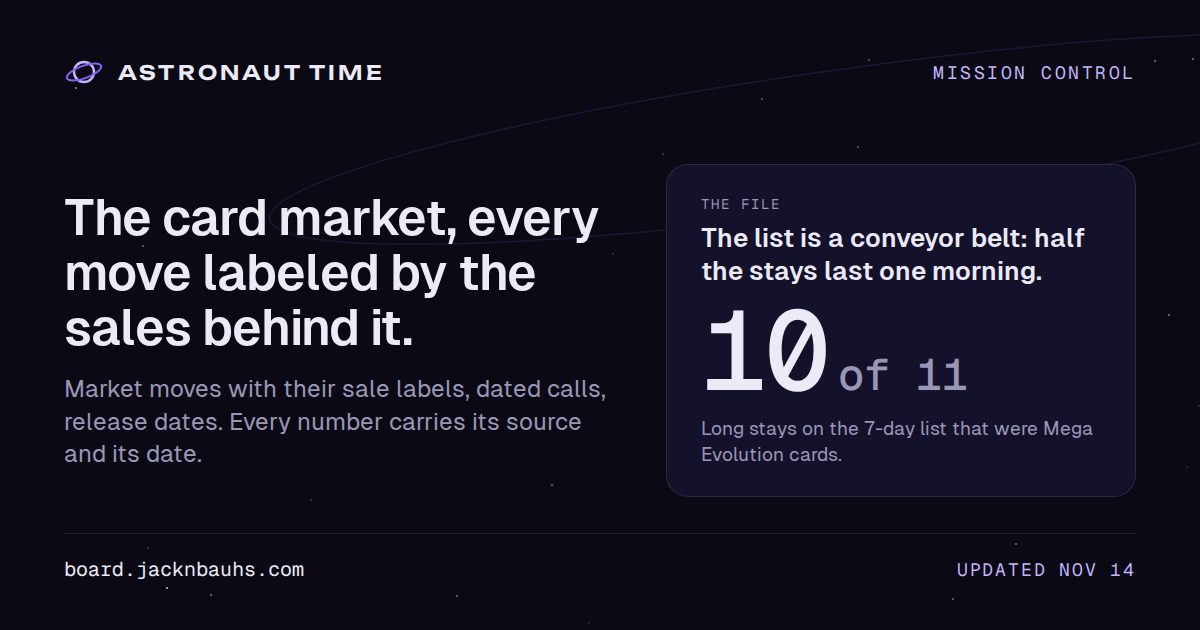 ASTRONAUT TIME
MISSION CONTROL
The card market, every
move labeled by the
sales behind it.
Market moves with their sale labels, dated calls,
release dates. Every number carries its source
and its date.
THE FILE
The list is a conveyor belt: half
the stays last one morning.
10 of 11
Long stays on the 7-day list that were Mega
Evolution cards.
board.jacknbauhs.com
UPDATED NOV 14